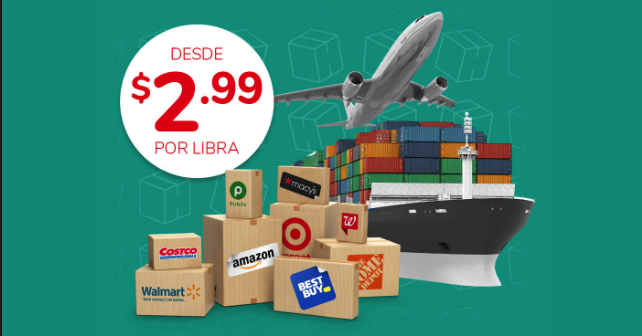 DESDE
$2.99
POR LIBRA
Publix
macy's
Target
W
COSTCO
WHOLESALE
amazon
Walmart
Save money. Live better.
BEST
BUY
THE
HOME
DEPOT